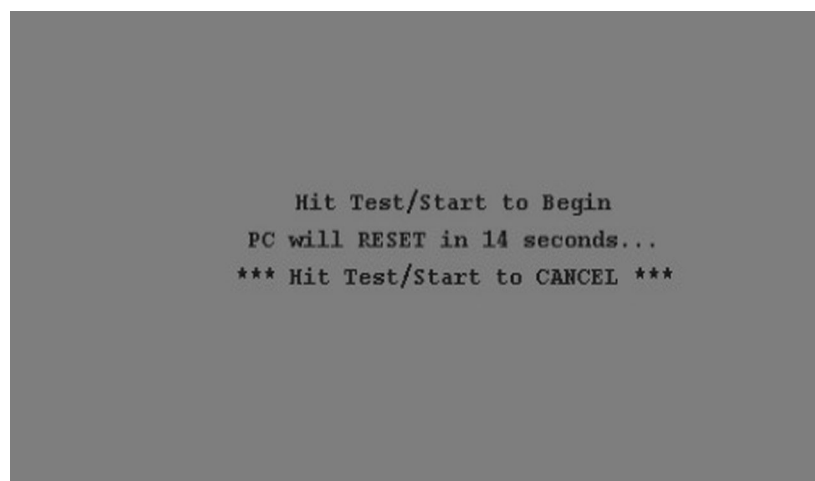 Hit Test/Start to Begin
PC will RESET in 14 seconds...
*** Hit Test/Start to CANCEL ***